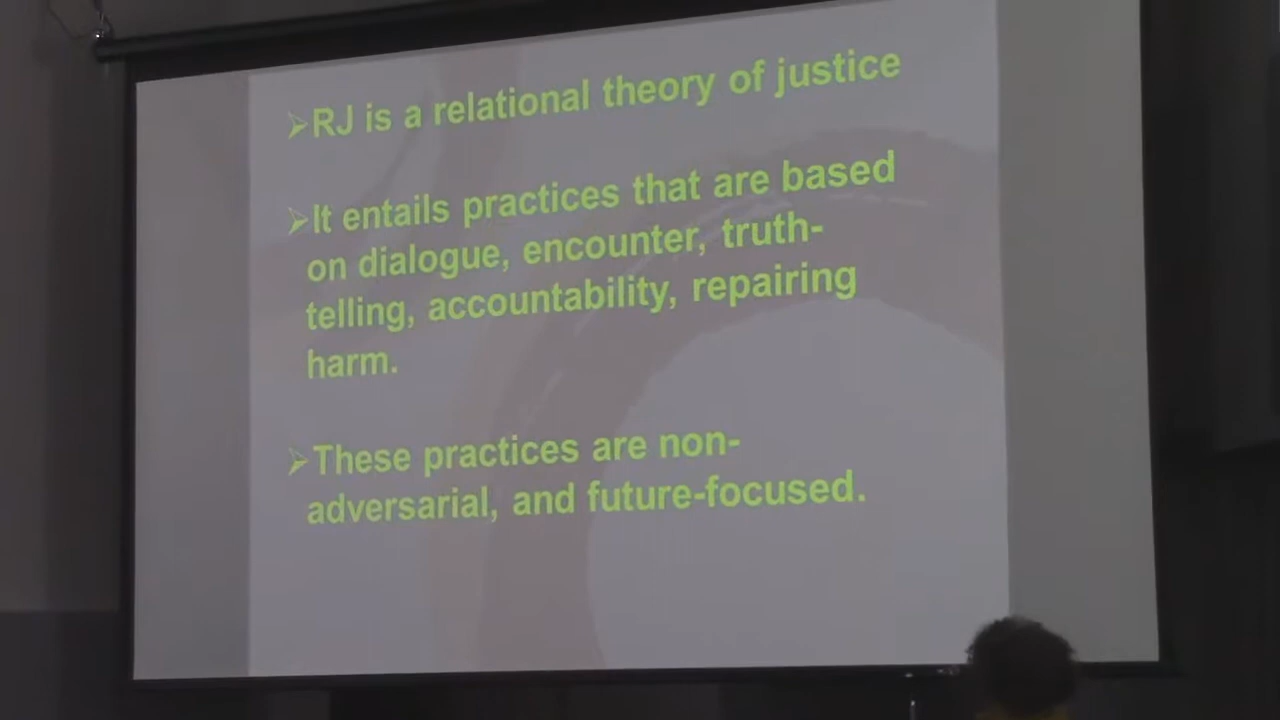 ➢RJ is a relational theory of justice
➢It entails practices that are based
on dialogue, encounter, truth-
telling, accountability, repairing
harm.
➢These practices are non-
adversarial, and future-focused.